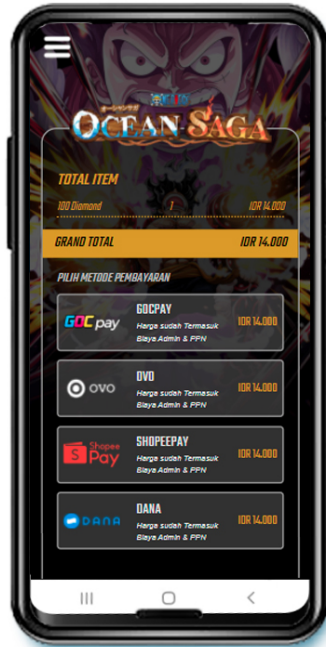 OCEAN SAGA
TOTAL ITEM
100 Diamond 1 IDR 14.000
GRAND TOTAL IDR 14.000
PILIH METODE PEMBAYARAN
GOC pay
GOCPAY
Harga sudah Termasuk
Biaya Admin & PPN
IDR 14.000
OVO
OVO
Harga sudah Termasuk
Biaya Admin & PPN
IDR 14.000
S Shopee
Pay
SHOPEEPAY
Harga sudah Termasuk
Biaya Admin & PPN
IDR 14.000
DANA
DANA
Harga sudah Termasuk
Biaya Admin & PPN
IDR 14.000